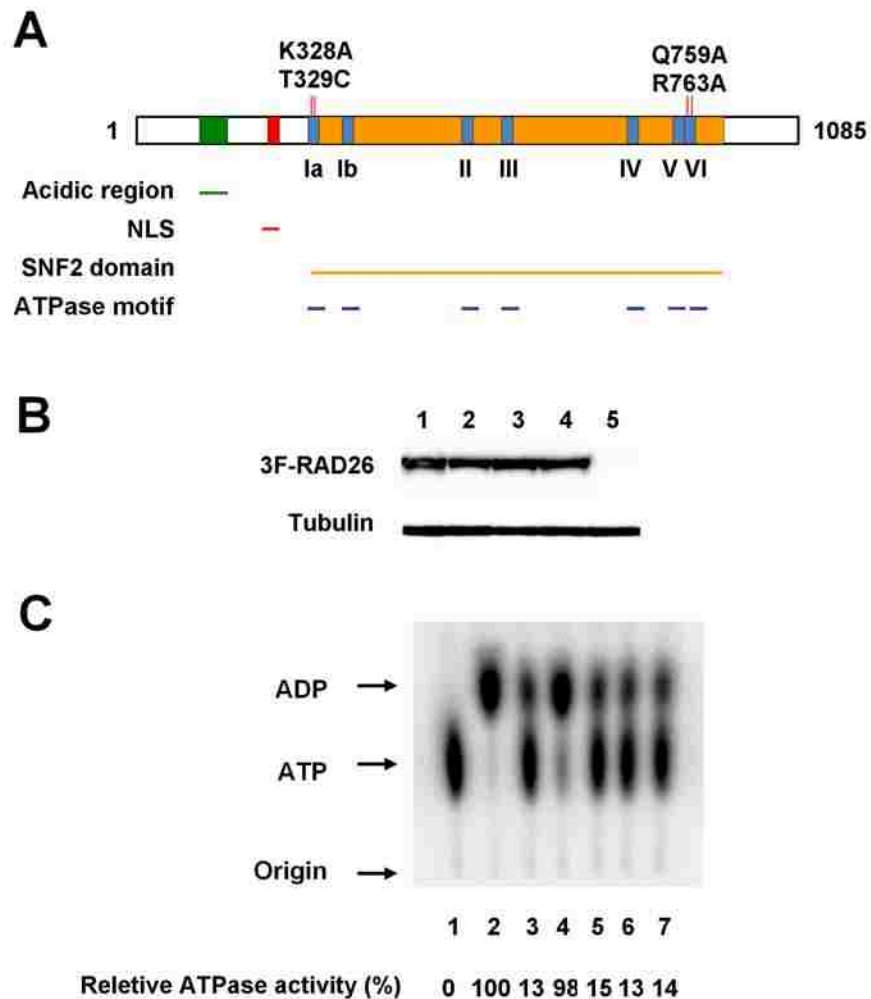 A
K328A Q759A
T329C R763A
1 1085
Ia Ib II III IV V VI
Acidic region
NLS
SNF2 domain
ATPase motif
B
1 2 3 4 5
3F-RAD26
Tubulin
C
ADP
ATP
Origin
1 2 3 4 5 6 7
Reletive ATPase activity (%) 0 100 13 98 15 13 14